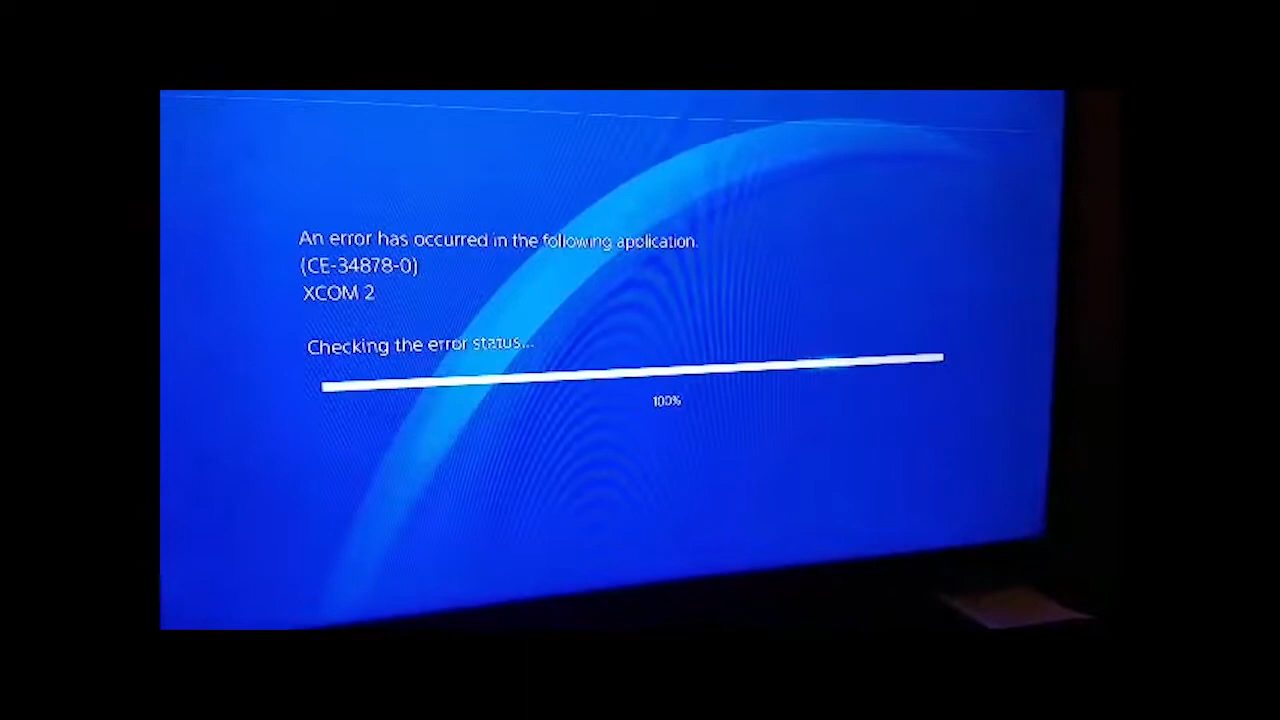 An error has occurred in the following application.
(CE-34878-0)
XCOM 2
Checking the error status...
100%